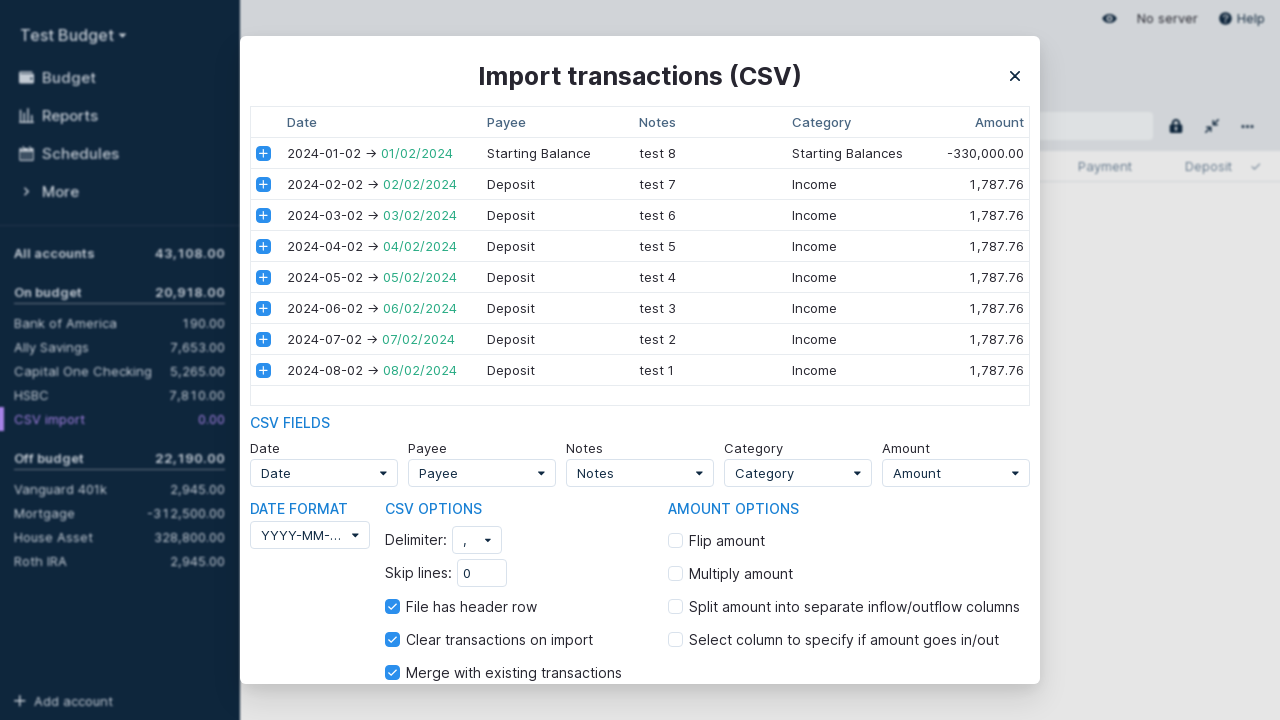 Test Budget
Budget
Reports
Schedules
More
All accounts 43,108.00
On budget 20,918.00
Bank of America 190.00
Ally Savings 7,653.00
Capital One Checking 5,265.00
HSBC 7,810.00
CSV import 0.00
Off budget 22,190.00
Vanguard 401k 2,945.00
Mortgage -312,500.00
House Asset 328,800.00
Roth IRA 2,945.00
Add account
No server Help
Payment Deposit
Import transactions (CSV)
Date Payee Notes Category Amount
2024-01-02 → 01/02/2024 Starting Balance test 8 Starting Balances -330,000.00
2024-02-02 → 02/02/2024 Deposit test 7 Income 1,787.76
2024-03-02 → 03/02/2024 Deposit test 6 Income 1,787.76
2024-04-02 → 04/02/2024 Deposit test 5 Income 1,787.76
2024-05-02 → 05/02/2024 Deposit test 4 Income 1,787.76
2024-06-02 → 06/02/2024 Deposit test 3 Income 1,787.76
2024-07-02 → 07/02/2024 Deposit test 2 Income 1,787.76
2024-08-02 → 08/02/2024 Deposit test 1 Income 1,787.76
CSV FIELDS
Date Payee Notes Category Amount
Date Payee Notes Category Amount
DATE FORMAT
YYYY-MM-...
CSV OPTIONS
Delimiter: ,
Skip lines: 0
File has header row
Clear transactions on import
Merge with existing transactions
AMOUNT OPTIONS
Flip amount
Multiply amount
Split amount into separate inflow/outflow columns
Select column to specify if amount goes in/out